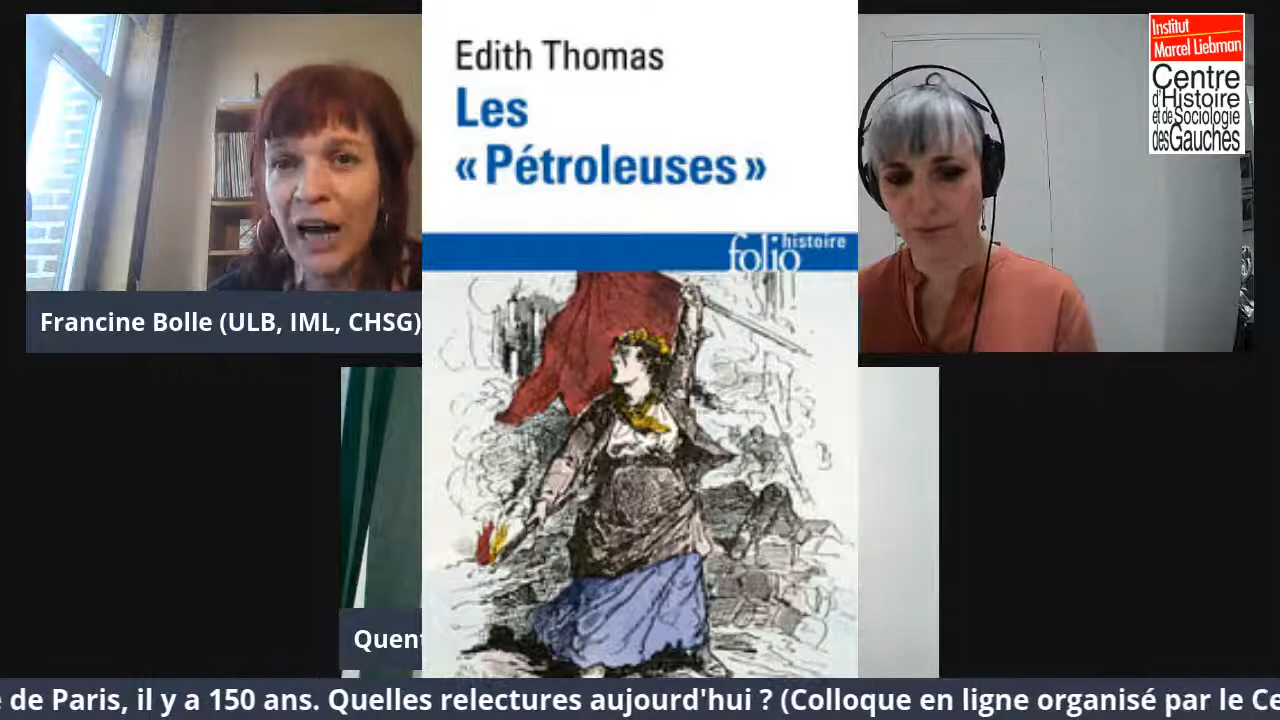 Edith Thomas
Les
« Pétroleuses »
histoire
folio
Institut
Marcel Liebman
Centre
d'Histoire
et de Sociologie
des Gauches
Francine Bolle (ULB, IML, CHSG)
Quent
de Paris, il y a 150 ans. Quelles relectures aujourd'hui ? (Colloque en ligne organisé par le Ce